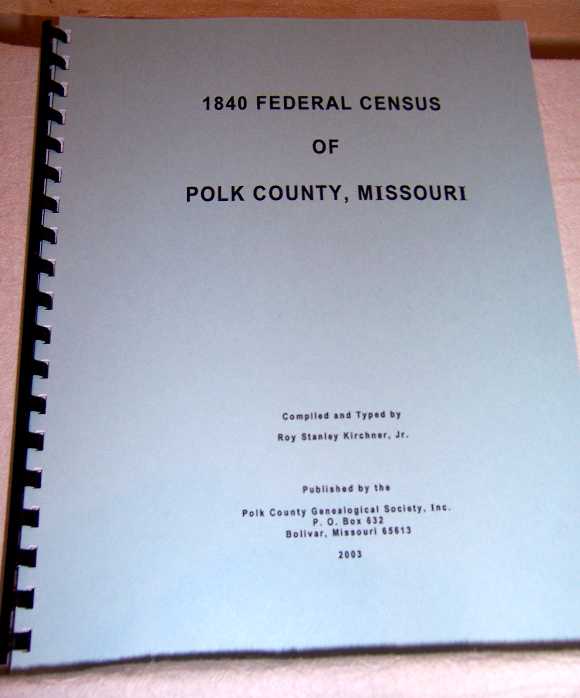 1840 FEDERAL CENSUS
OF
POLK COUNTY, MISSOURI
Compiled and Typed by
Roy Stanley Kirchner, Jr.
Published by the
Polk County Genealogical Society, Inc.
P. O. Box 632
Bolivar, Missouri 65613
2003